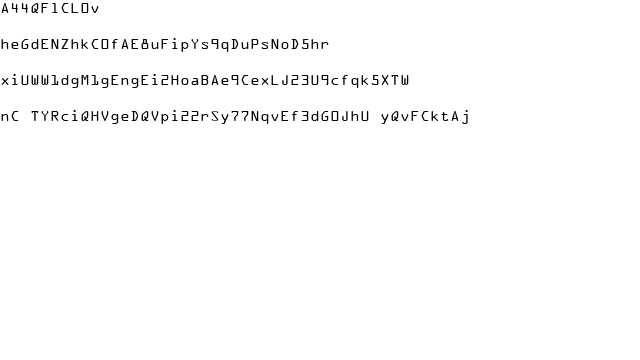 A44QF1CLOv
heGdENZhkCOfAE8uFipYs9qDuPsNoD5hr
xiUWW1dgM1gEngEi2HoaBAe9CexLJ23U9cfqk5XTW
nC TYRciQHVgeDQVpi22rSy77NqvEf3dGOJhU yQvFCktAj